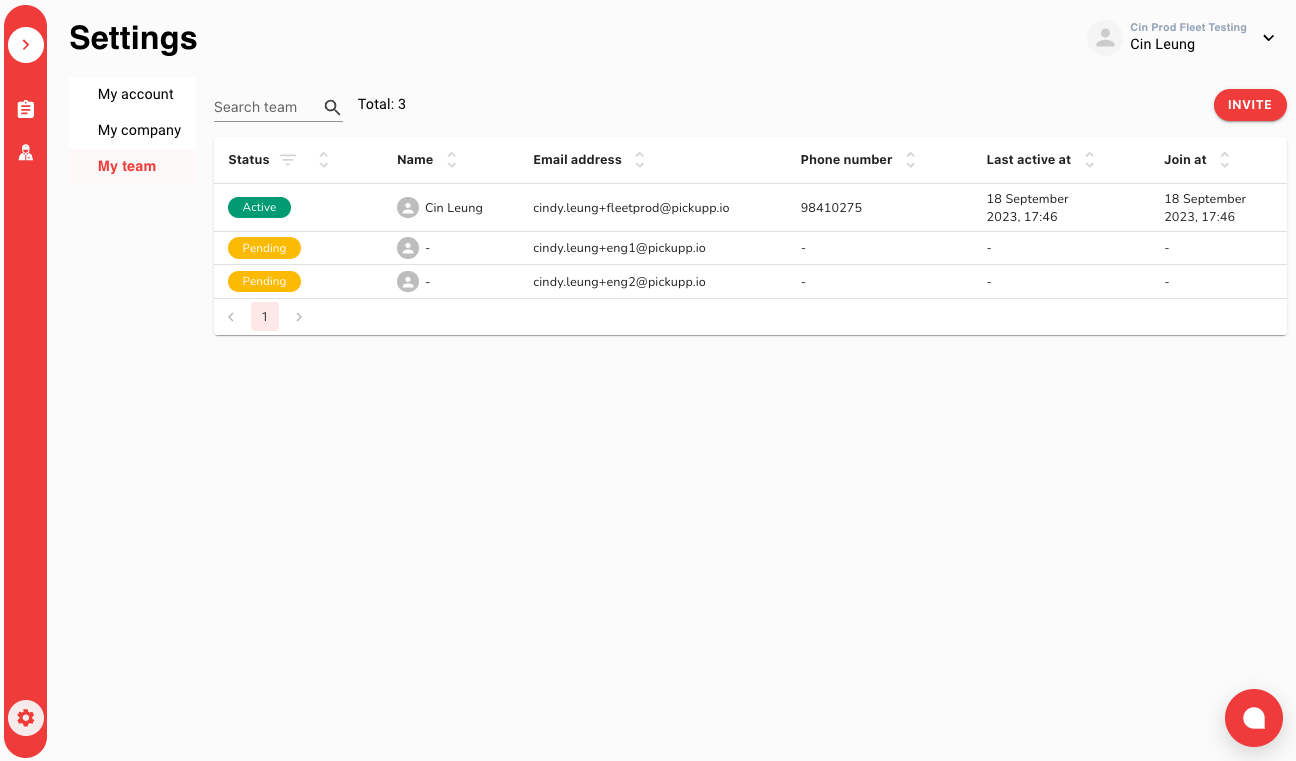 Settings
Cin Prod Fleet Testing
Cin Leung
My account
My company
My team
Search team
Total: 3
INVITE
Status Name Email address Phone number Last active at Join at
Active Cin Leung cindy.leung+fleetprod@pickupp.io 98410275 18 September 2023, 17:46 18 September 2023, 17:46
Pending - cindy.leung+eng1@pickupp.io - - -
Pending - cindy.leung+eng2@pickupp.io - - -
1